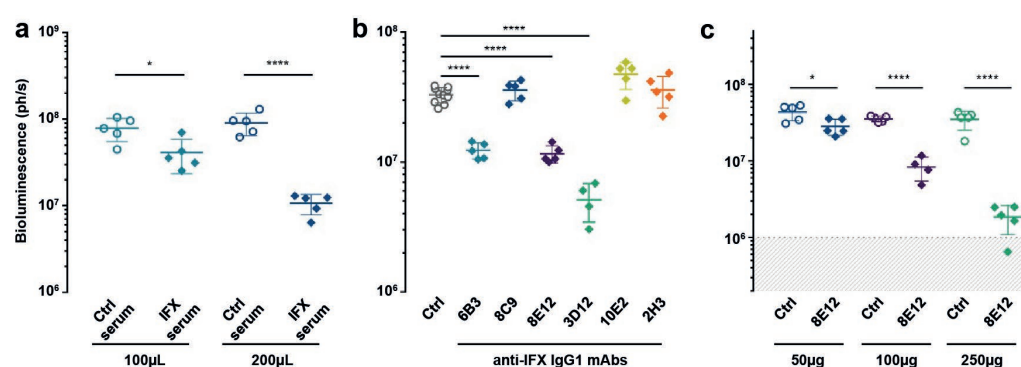 a
Bioluminescence (ph/s)
10⁹
10⁸
10⁷
10⁶
*
****
Ctrl serum
IFX serum
Ctrl serum
IFX serum
100µL
200µL
b
10⁸
10⁷
10⁶
****
****
****
Ctrl
6B3
8C9
8E12
3D12
10E2
2H3
anti-IFX IgG1 mAbs
c
10⁸
10⁷
10⁶
*
****
****
Ctrl
8E12
Ctrl
8E12
Ctrl
8E12
50µg
100µg
250µg